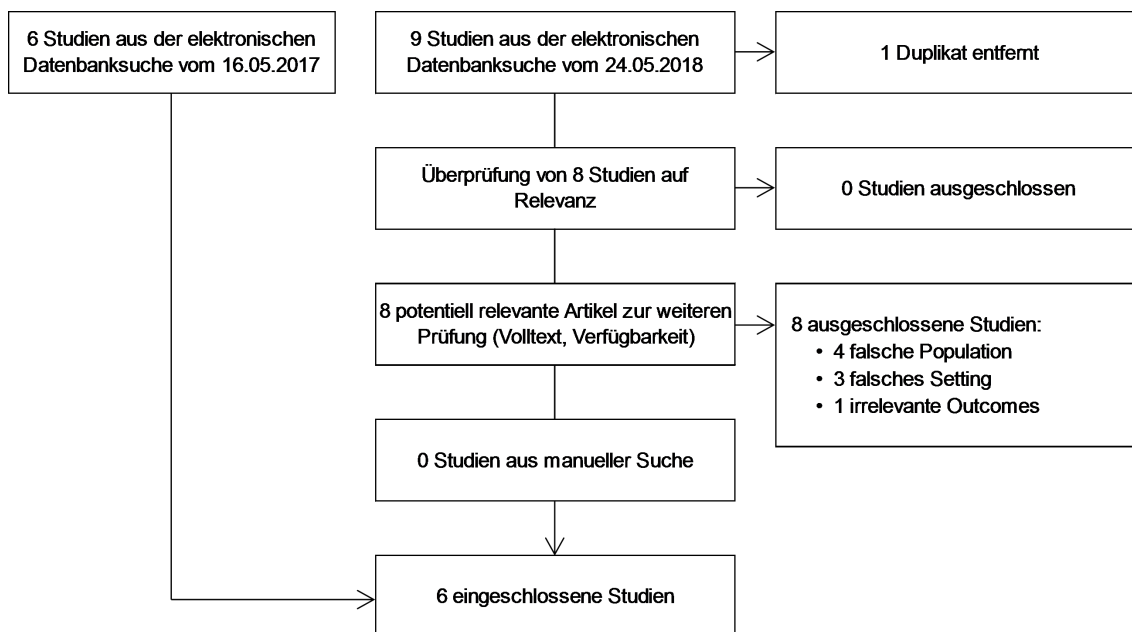 6 Studien aus der elektronischen
Datenbanksuche vom 16.05.2017
9 Studien aus der elektronischen
Datenbanksuche vom 24.05.2018
1 Duplikat entfernt
Überprüfung von 8 Studien auf
Relevanz
0 Studien ausgeschlossen
8 potentiell relevante Artikel zur weiteren
Prüfung (Volltext, Verfügbarkeit)
8 ausgeschlossene Studien:
• 4 falsche Population
• 3 falsches Setting
• 1 irrelevante Outcomes
0 Studien aus manueller Suche
6 eingeschlossene Studien